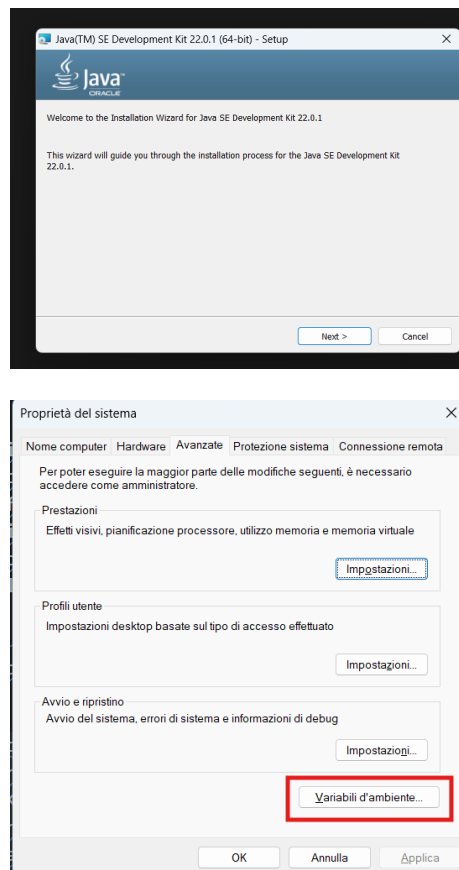 Java(TM) SE Development Kit 22.0.1 (64-bit) - Setup
Java™
ORACLE
Welcome to the Installation Wizard for Java SE Development Kit 22.0.1
This wizard will guide you through the installation process for the Java SE Development Kit
22.0.1.
Next >
Cancel
Proprietà del sistema
Nome computer Hardware Avanzate Protezione sistema Connessione remota
Per poter eseguire la maggior parte delle modifiche seguenti, è necessario
accedere come amministratore.
Prestazioni
Effetti visivi, pianificazione processore, utilizzo memoria e memoria virtuale
Impostazioni...
Profili utente
Impostazioni desktop basate sul tipo di accesso effettuato
Impostazioni...
Avvio e ripristino
Avvio del sistema, errori di sistema e informazioni di debug
Impostazioni...
Variabili d'ambiente...
OK Annulla Applica